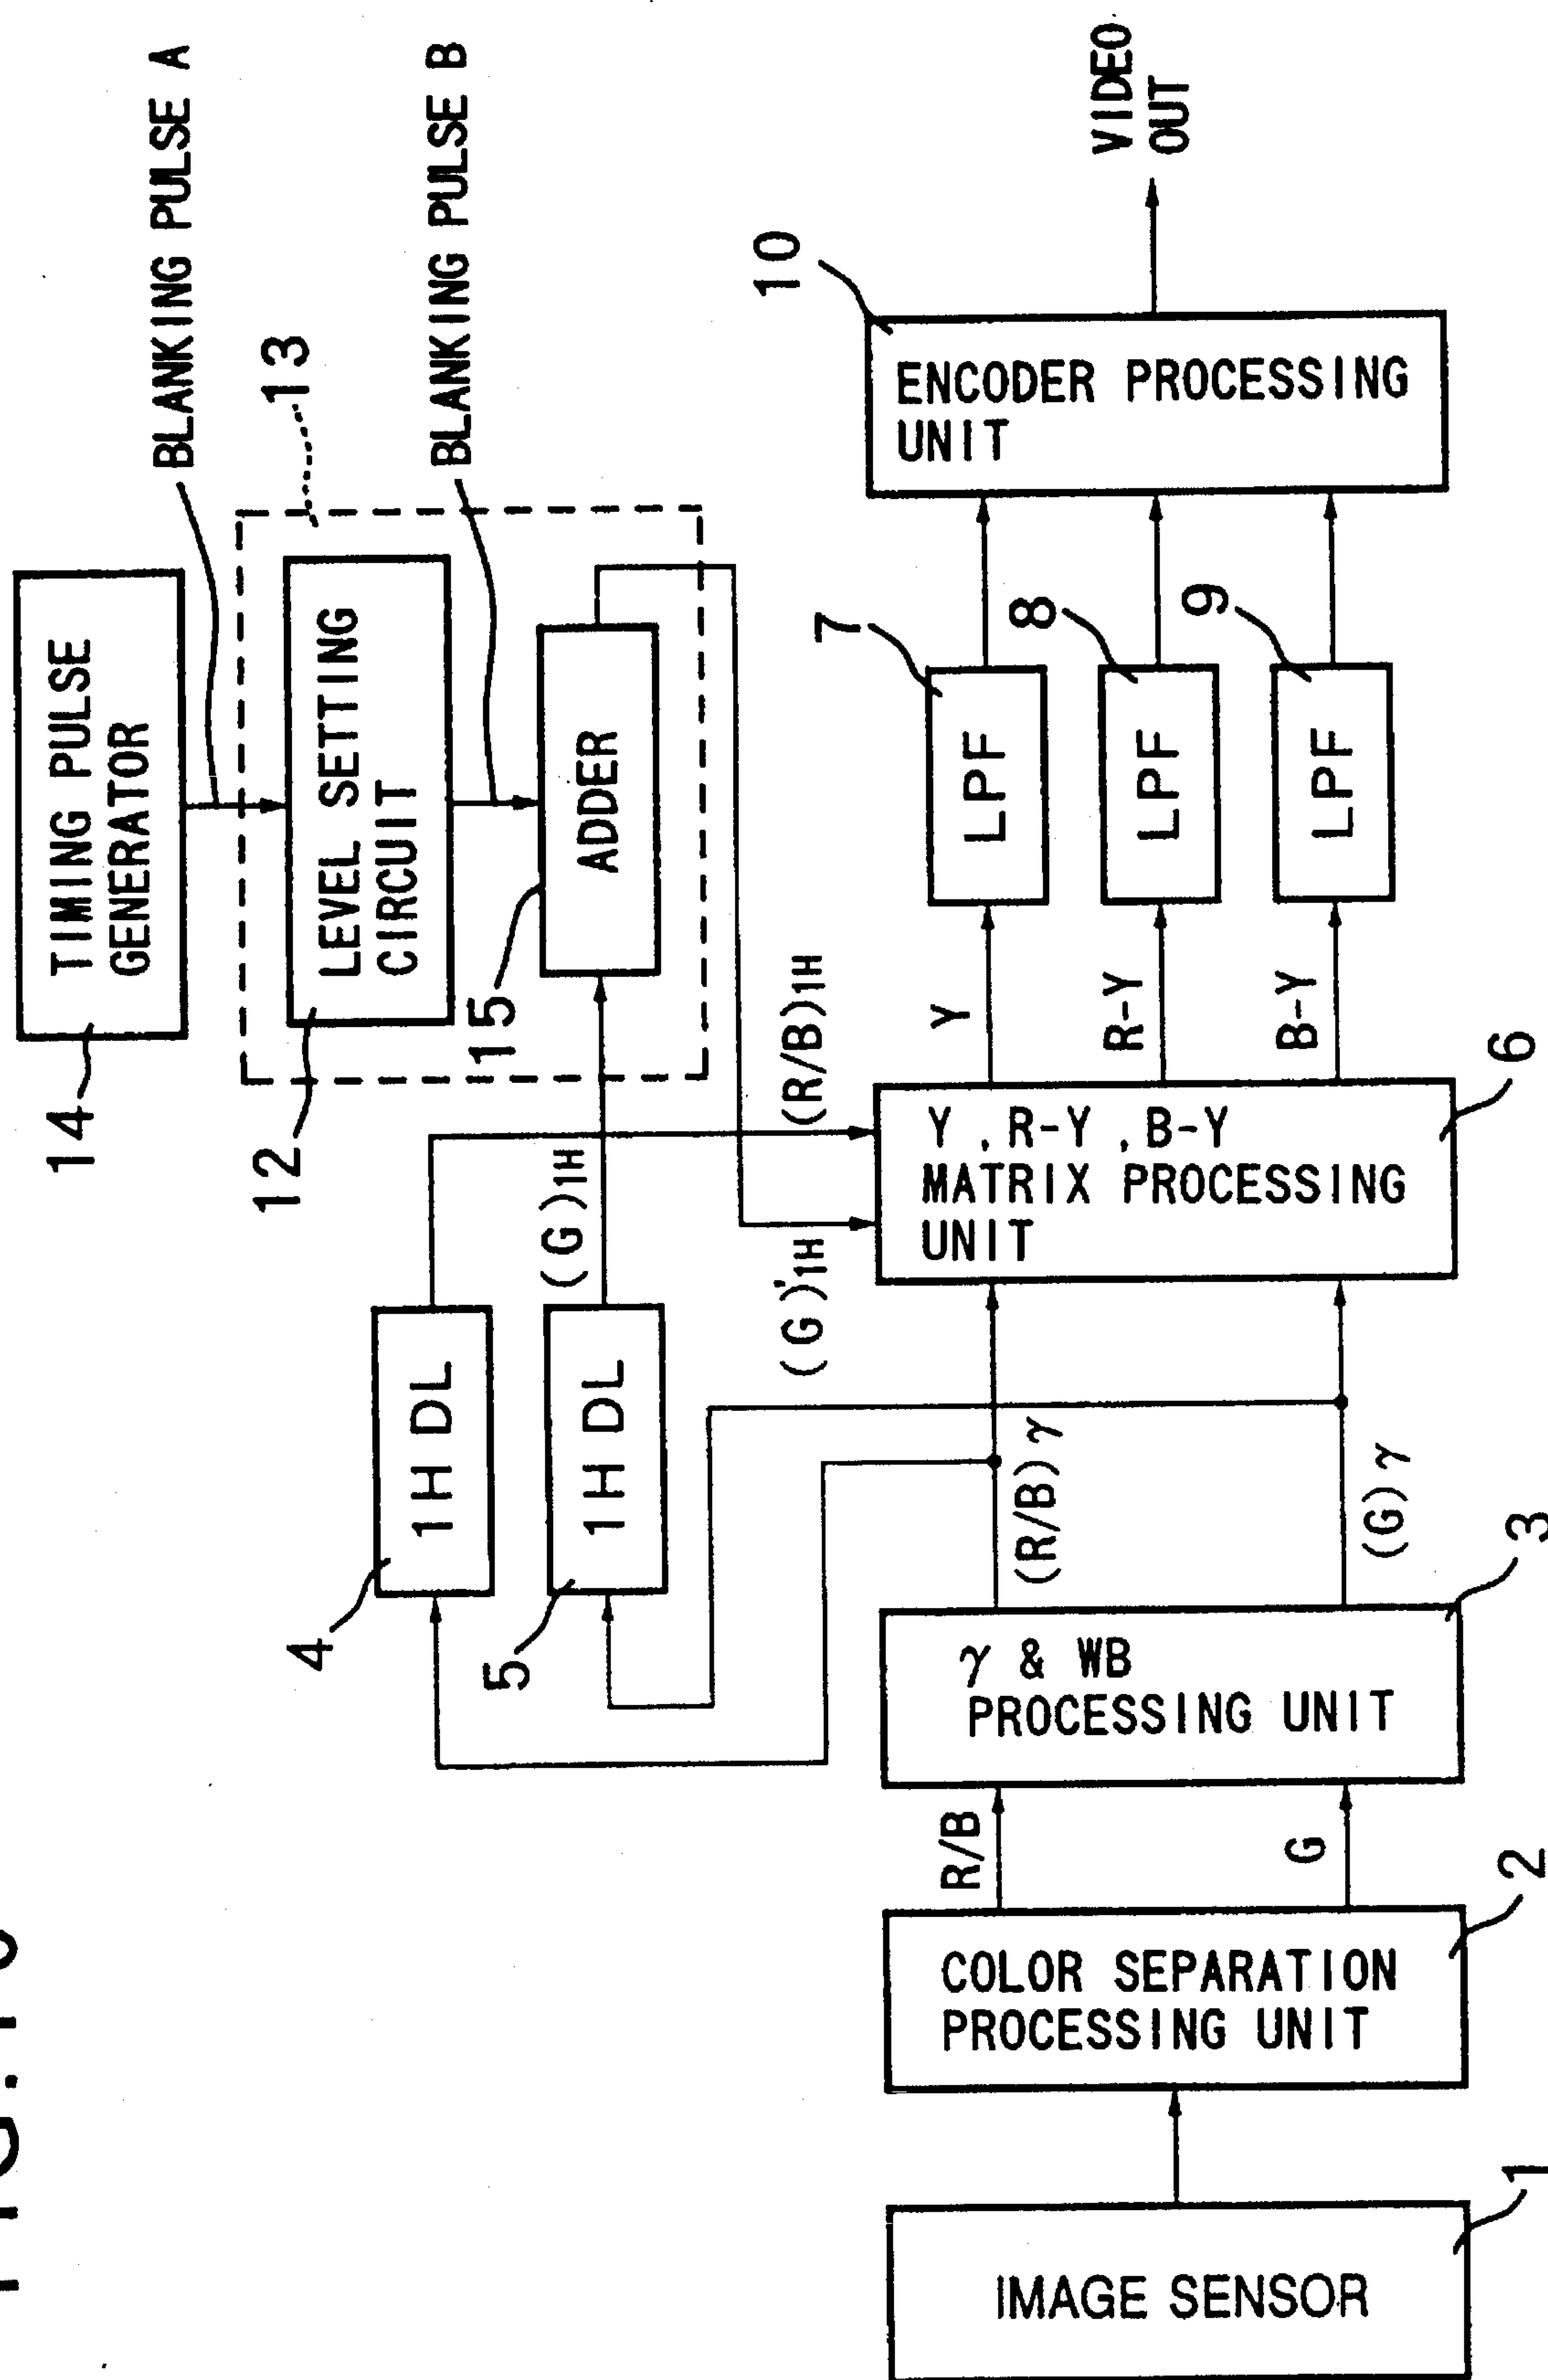 14
TIMING PULSE
GENERATOR
BLANKING PULSE A
13
12
LEVEL SETTING
CIRCUIT
BLANKING PULSE B
15
ADDER
4
1H DL
5
1H DL
(G)1H
(R/B)1H
(G)'1H
1
IMAGE SENSOR
2
COLOR SEPARATION
PROCESSING UNIT
R/B
G
3
γ & WB
PROCESSING UNIT
(R/B)γ
(G)γ
6
Y , R-Y , B-Y
MATRIX PROCESSING
UNIT
Y
R-Y
B-Y
7
LPF
8
LPF
9
LPF
10
ENCODER PROCESSING
UNIT
VIDEO
OUT